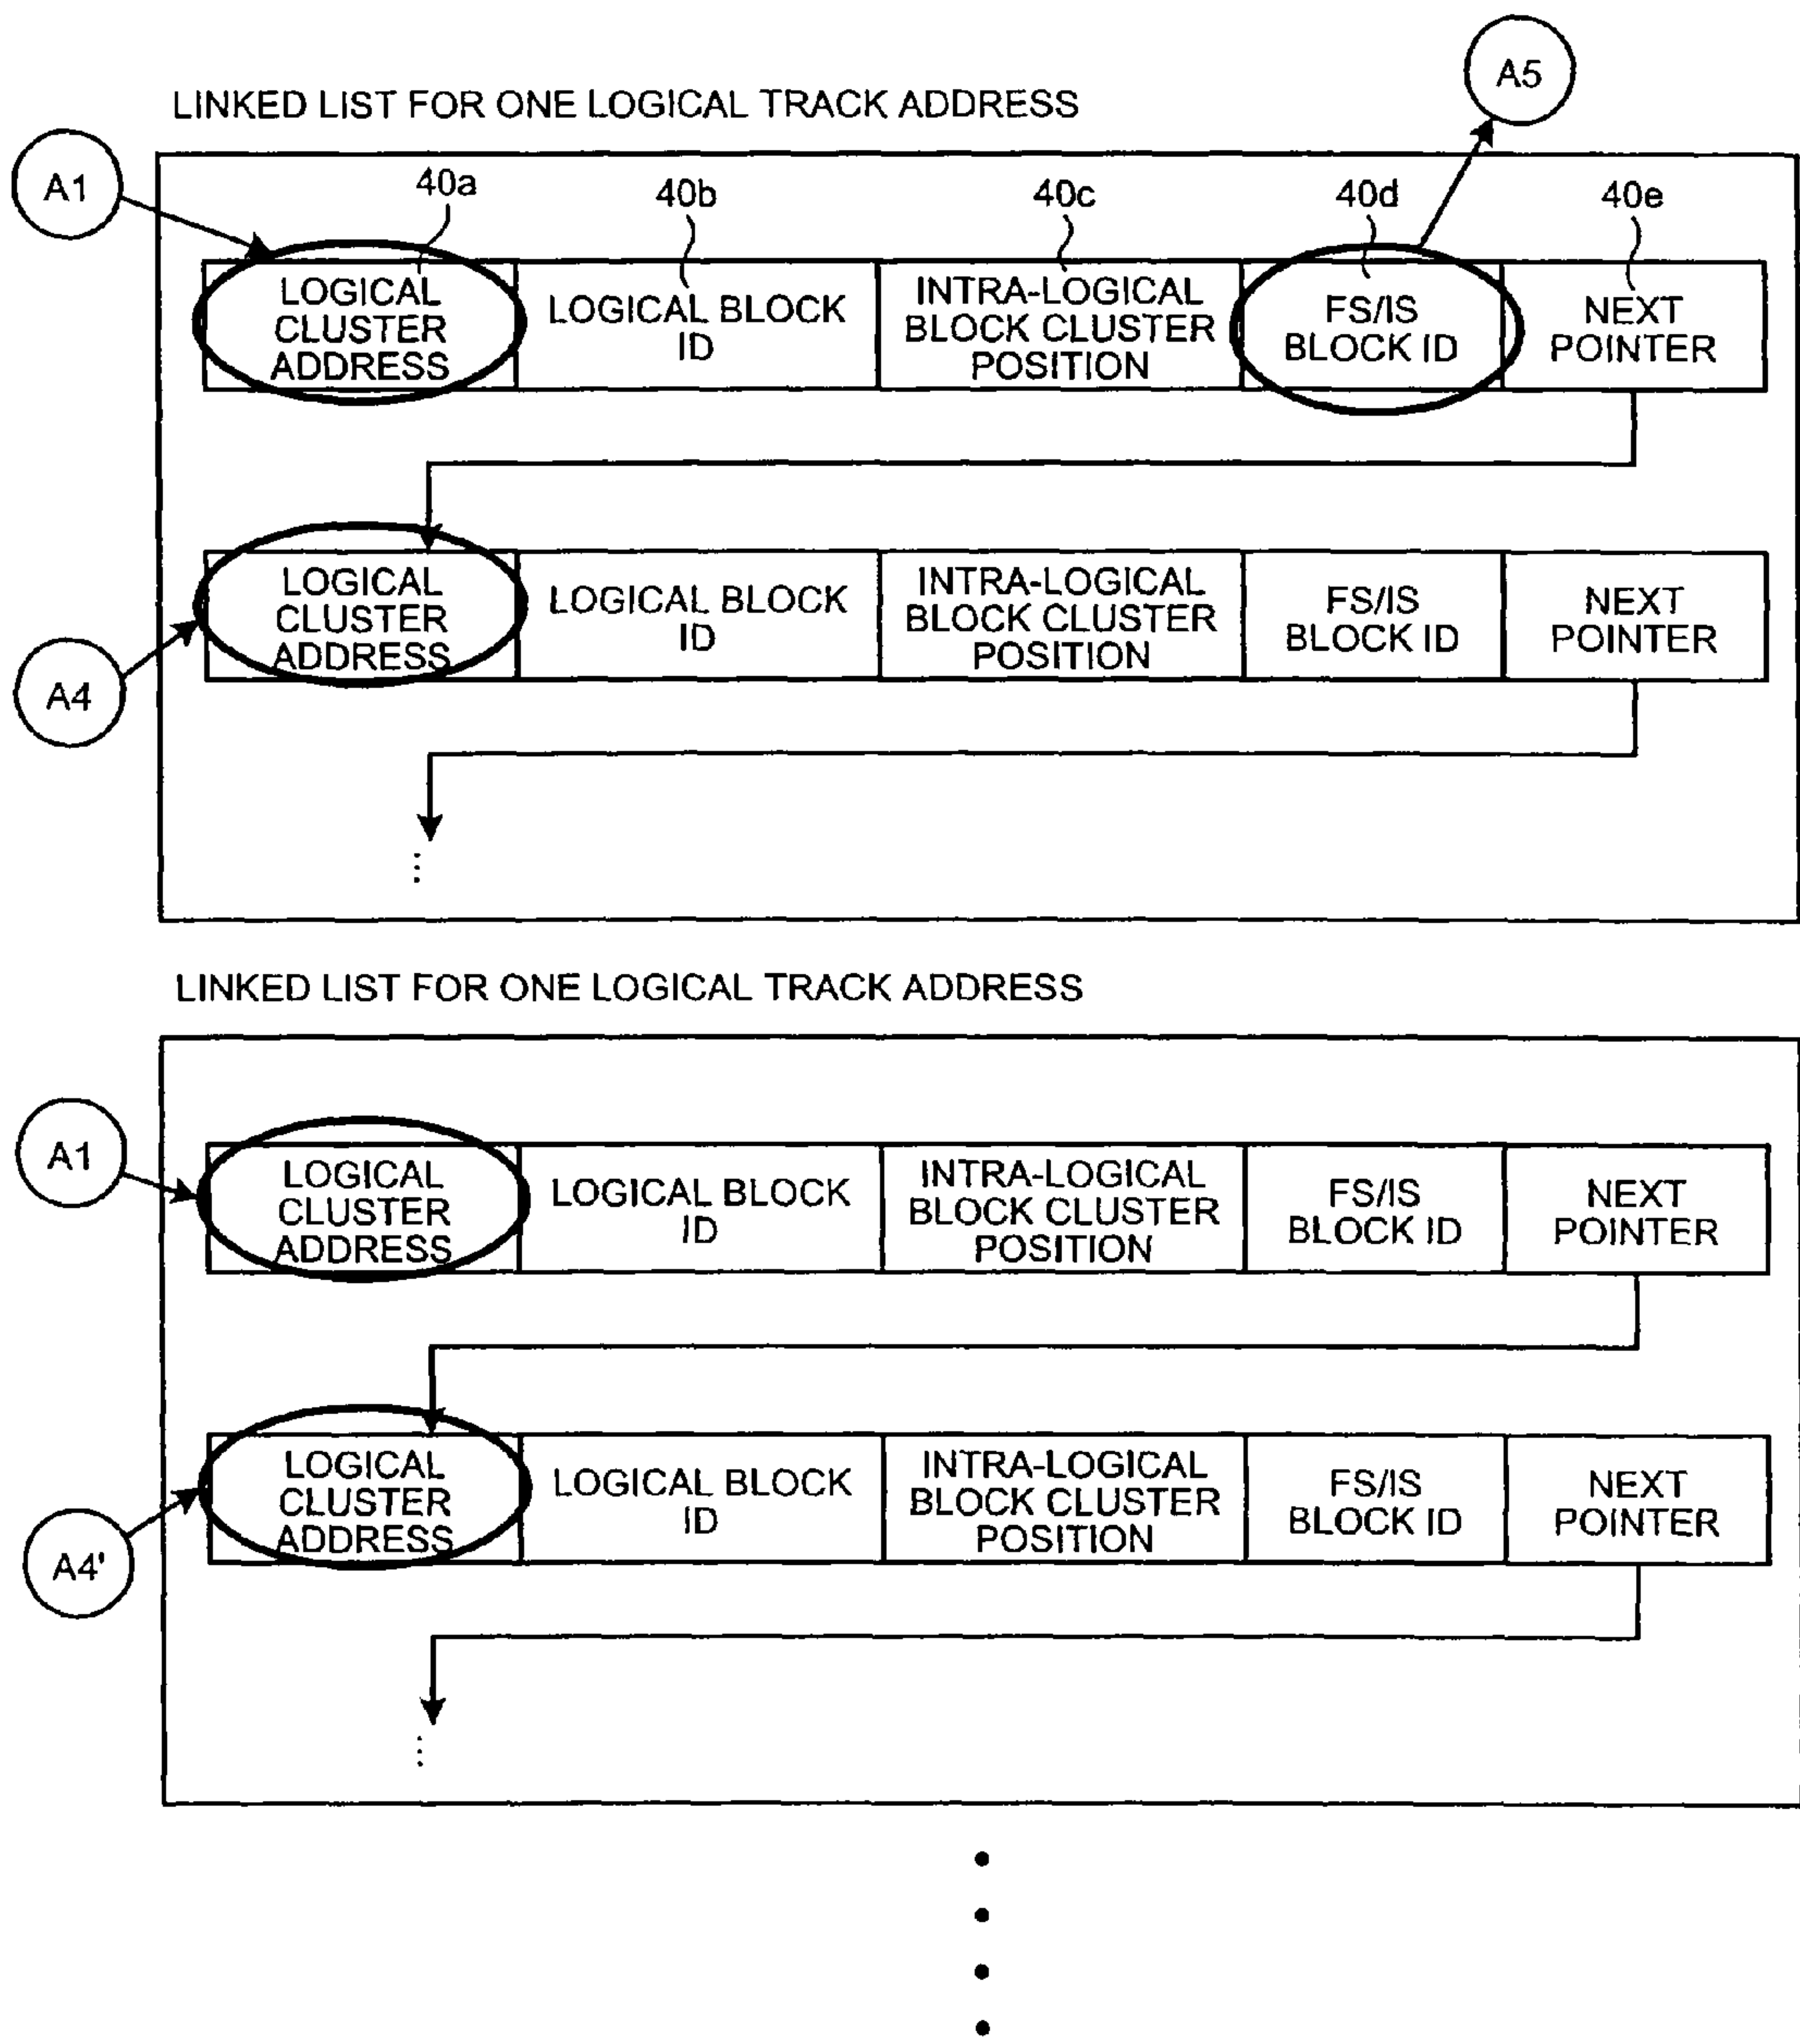 A5
LINKED LIST FOR ONE LOGICAL TRACK ADDRESS
A1
40a
40b
40c
40d
40e
LOGICAL
CLUSTER
ADDRESS
LOGICAL BLOCK
ID
INTRA-LOGICAL
BLOCK CLUSTER
POSITION
FS/IS
BLOCK ID
NEXT
POINTER
A4
LOGICAL
CLUSTER
ADDRESS
LOGICAL BLOCK
ID
INTRA-LOGICAL
BLOCK CLUSTER
POSITION
FS/IS
BLOCK ID
NEXT
POINTER
...
LINKED LIST FOR ONE LOGICAL TRACK ADDRESS
A1
LOGICAL
CLUSTER
ADDRESS
LOGICAL BLOCK
ID
INTRA-LOGICAL
BLOCK CLUSTER
POSITION
FS/IS
BLOCK ID
NEXT
POINTER
A4'
LOGICAL
CLUSTER
ADDRESS
LOGICAL BLOCK
ID
INTRA-LOGICAL
BLOCK CLUSTER
POSITION
FS/IS
BLOCK ID
NEXT
POINTER
...